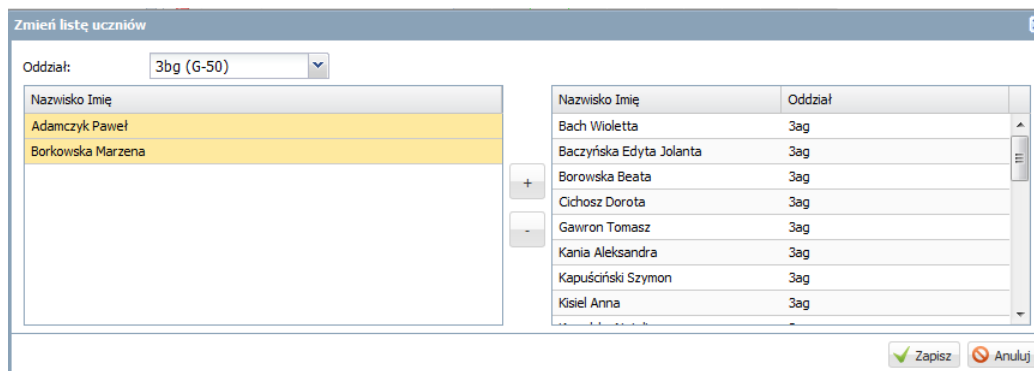 Zmień listę uczniów
Oddział: 3bg (G-50)
Nazwisko Imię
Adamczyk Paweł
Borkowska Marzena
+
-
Nazwisko Imię Oddział
Bach Wioletta 3ag
Baczyńska Edyta Jolanta 3ag
Borowska Beata 3ag
Cichosz Dorota 3ag
Gawron Tomasz 3ag
Kania Aleksandra 3ag
Kapuściński Szymon 3ag
Kisiel Anna 3ag
Zapisz Anuluj